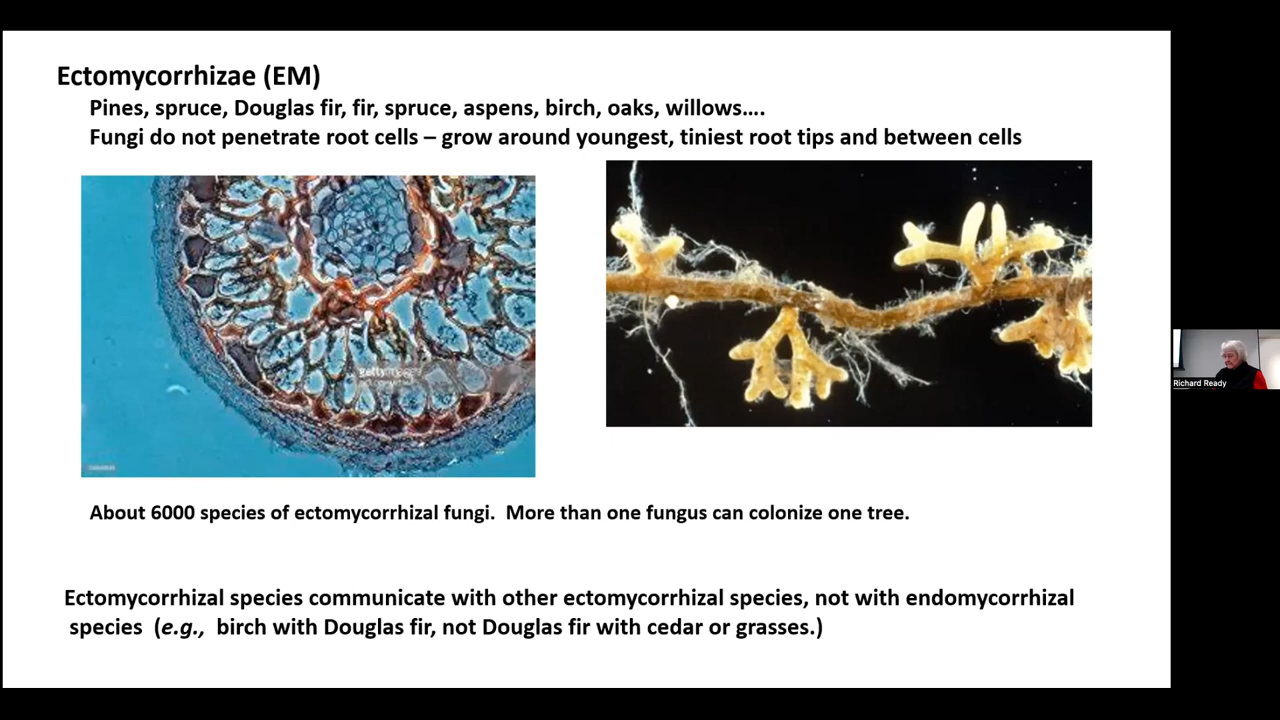 Ectomycorrhizae (EM)
Pines, spruce, Douglas fir, fir, spruce, aspens, birch, oaks, willows....
Fungi do not penetrate root cells – grow around youngest, tiniest root tips and between cells
gettyimages
About 6000 species of ectomycorrhizal fungi.  More than one fungus can colonize one tree.
Ectomycorrhizal species communicate with other ectomycorrhizal species, not with endomycorrhizal
species  (e.g.,  birch with Douglas fir, not Douglas fir with cedar or grasses.)
Richard Ready